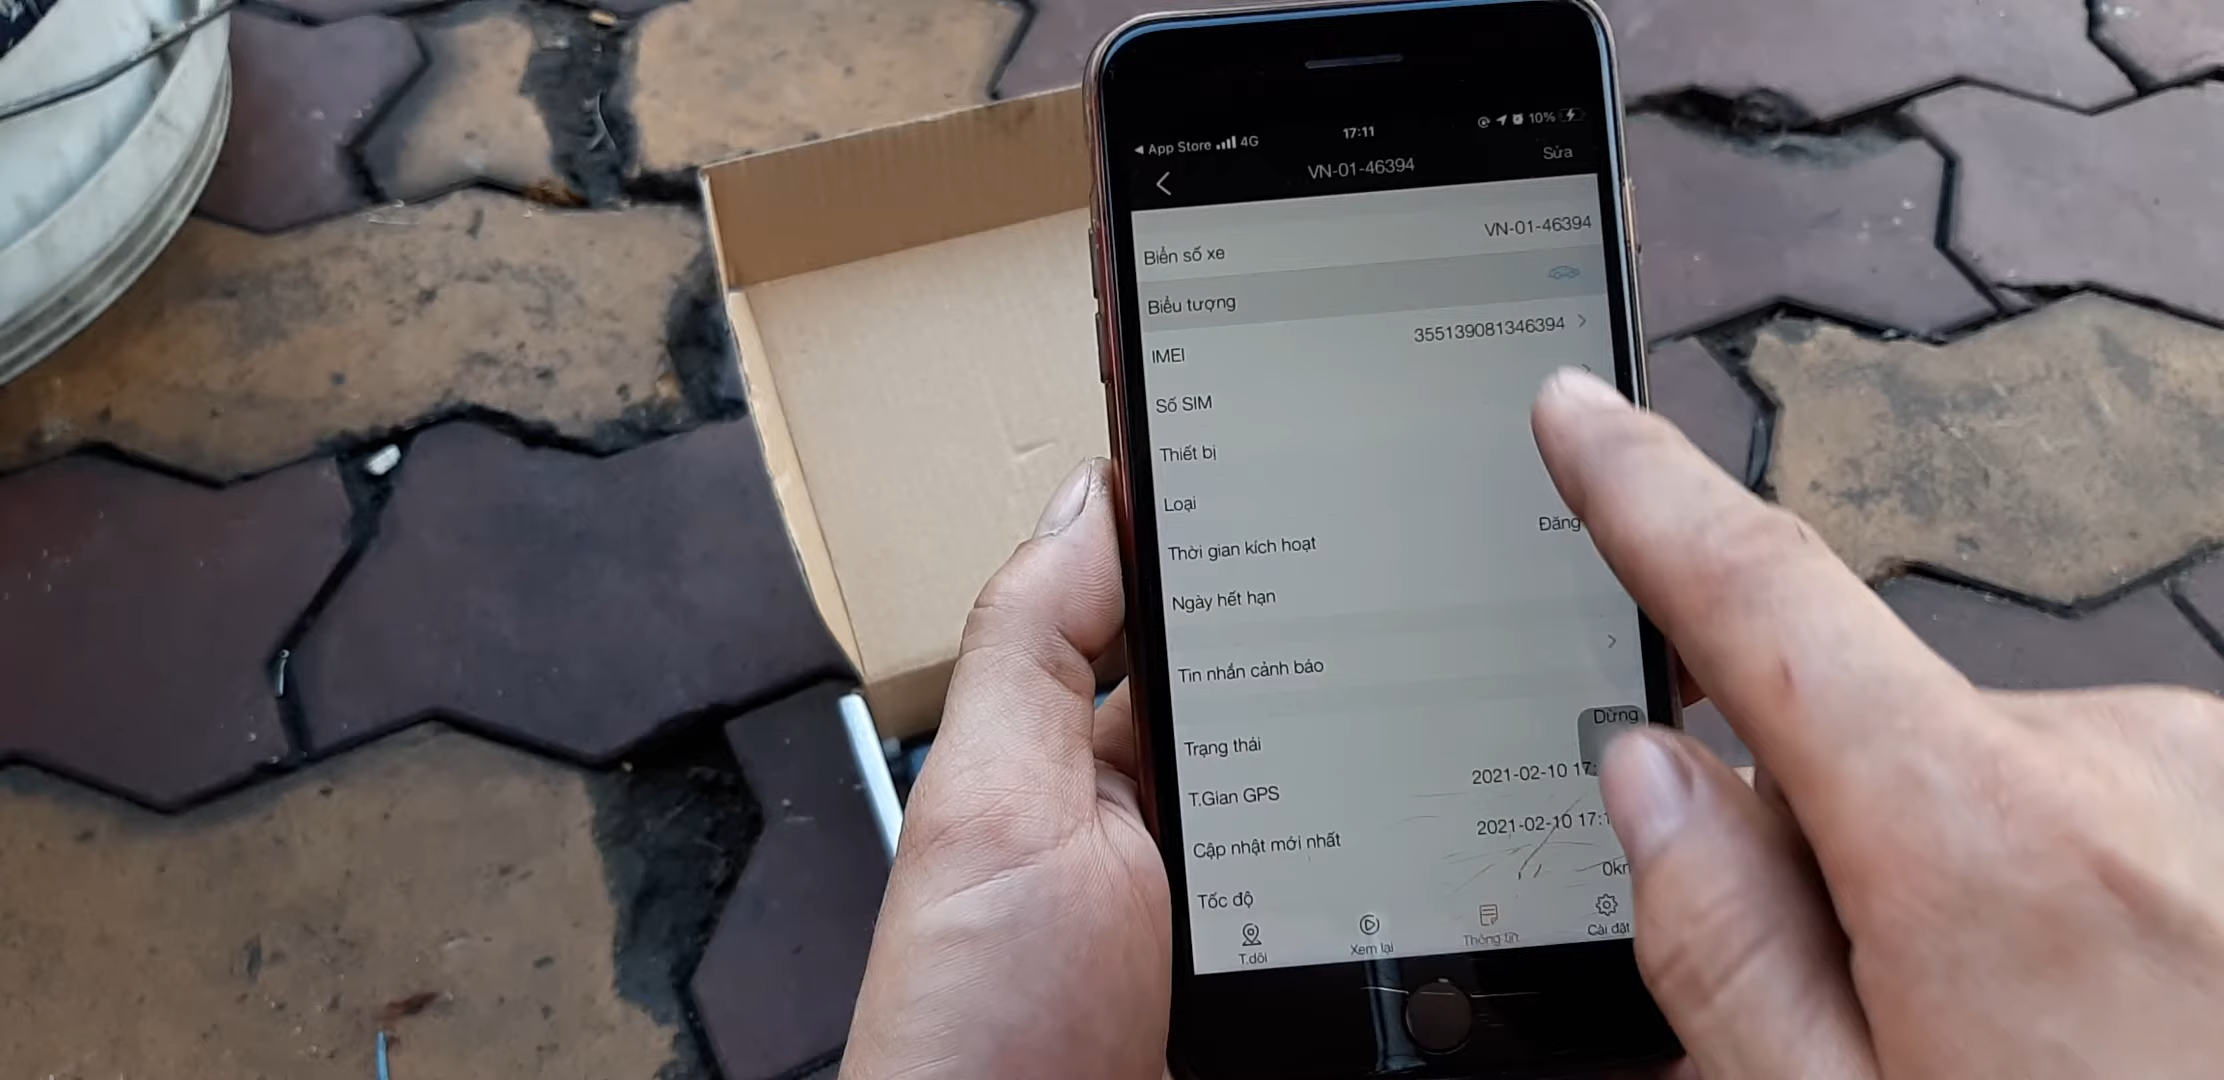 App Store 4G
17:11
10%
VN-01-46394
Sửa
Biển số xe
VN-01-46394
Biểu tượng
IMEI
355139081346394
Số SIM
Thiết bị
Loại
Thời gian kích hoạt
Đăng
Ngày hết hạn
Tin nhắn cảnh báo
Trạng thái
Dừng
T.Gian GPS
2021-02-10 17:
Cập nhật mới nhất
2021-02-10 17:1
Tốc độ
0km
T.dõi
Xem lại
Thông tin
Cài đặt